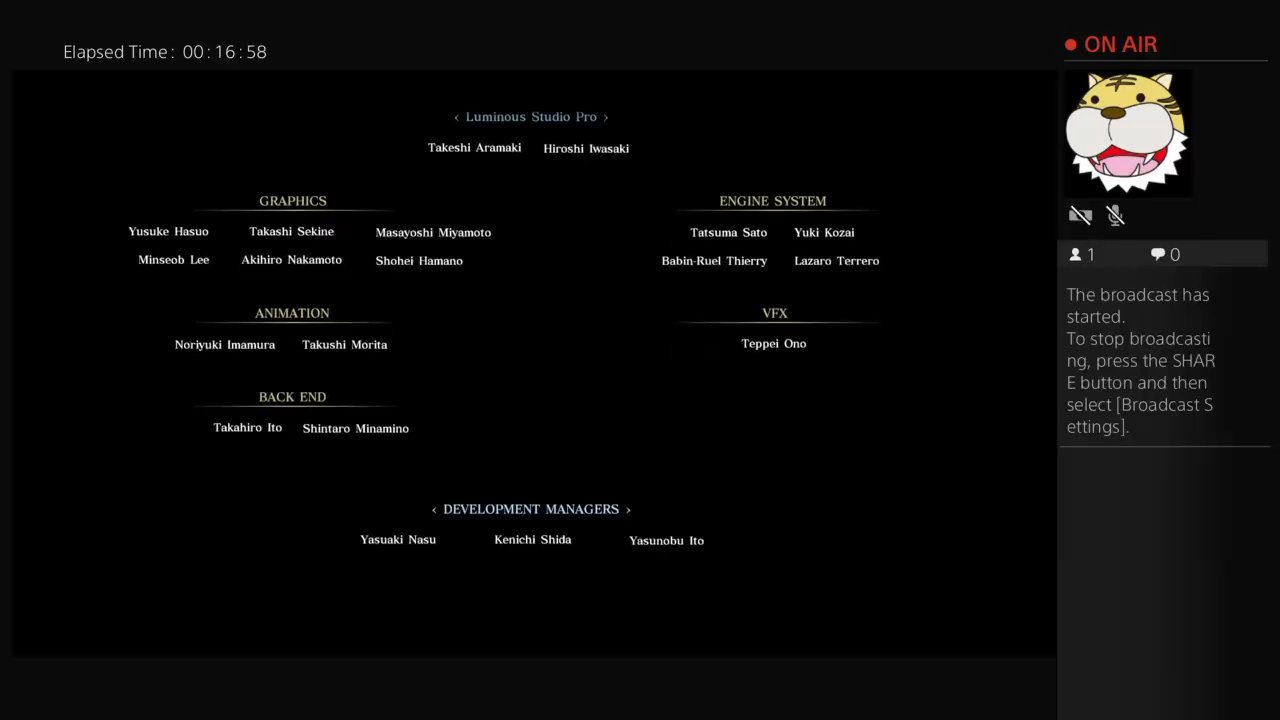 Elapsed Time: 00:16:58
● ON AIR
‹ Luminous Studio Pro ›
Takeshi Aramaki Hiroshi Iwasaki
GRAPHICS
Yusuke Hasuo Takashi Sekine Masayoshi Miyamoto
Minseob Lee Akihiro Nakamoto Shohei Hamano
ENGINE SYSTEM
Tatsuma Sato Yuki Kozai
Babin-Ruel Thierry Lazaro Terrero
ANIMATION
Noriyuki Imamura Takushi Morita
VFX
Teppei Ono
BACK END
Takahiro Ito Shintaro Minamino
‹ DEVELOPMENT MANAGERS ›
Yasuaki Nasu Kenichi Shida Yasunobu Ito
1 0
The broadcast has
started.
To stop broadcasti
ng, press the SHAR
E button and then
select [Broadcast S
ettings].